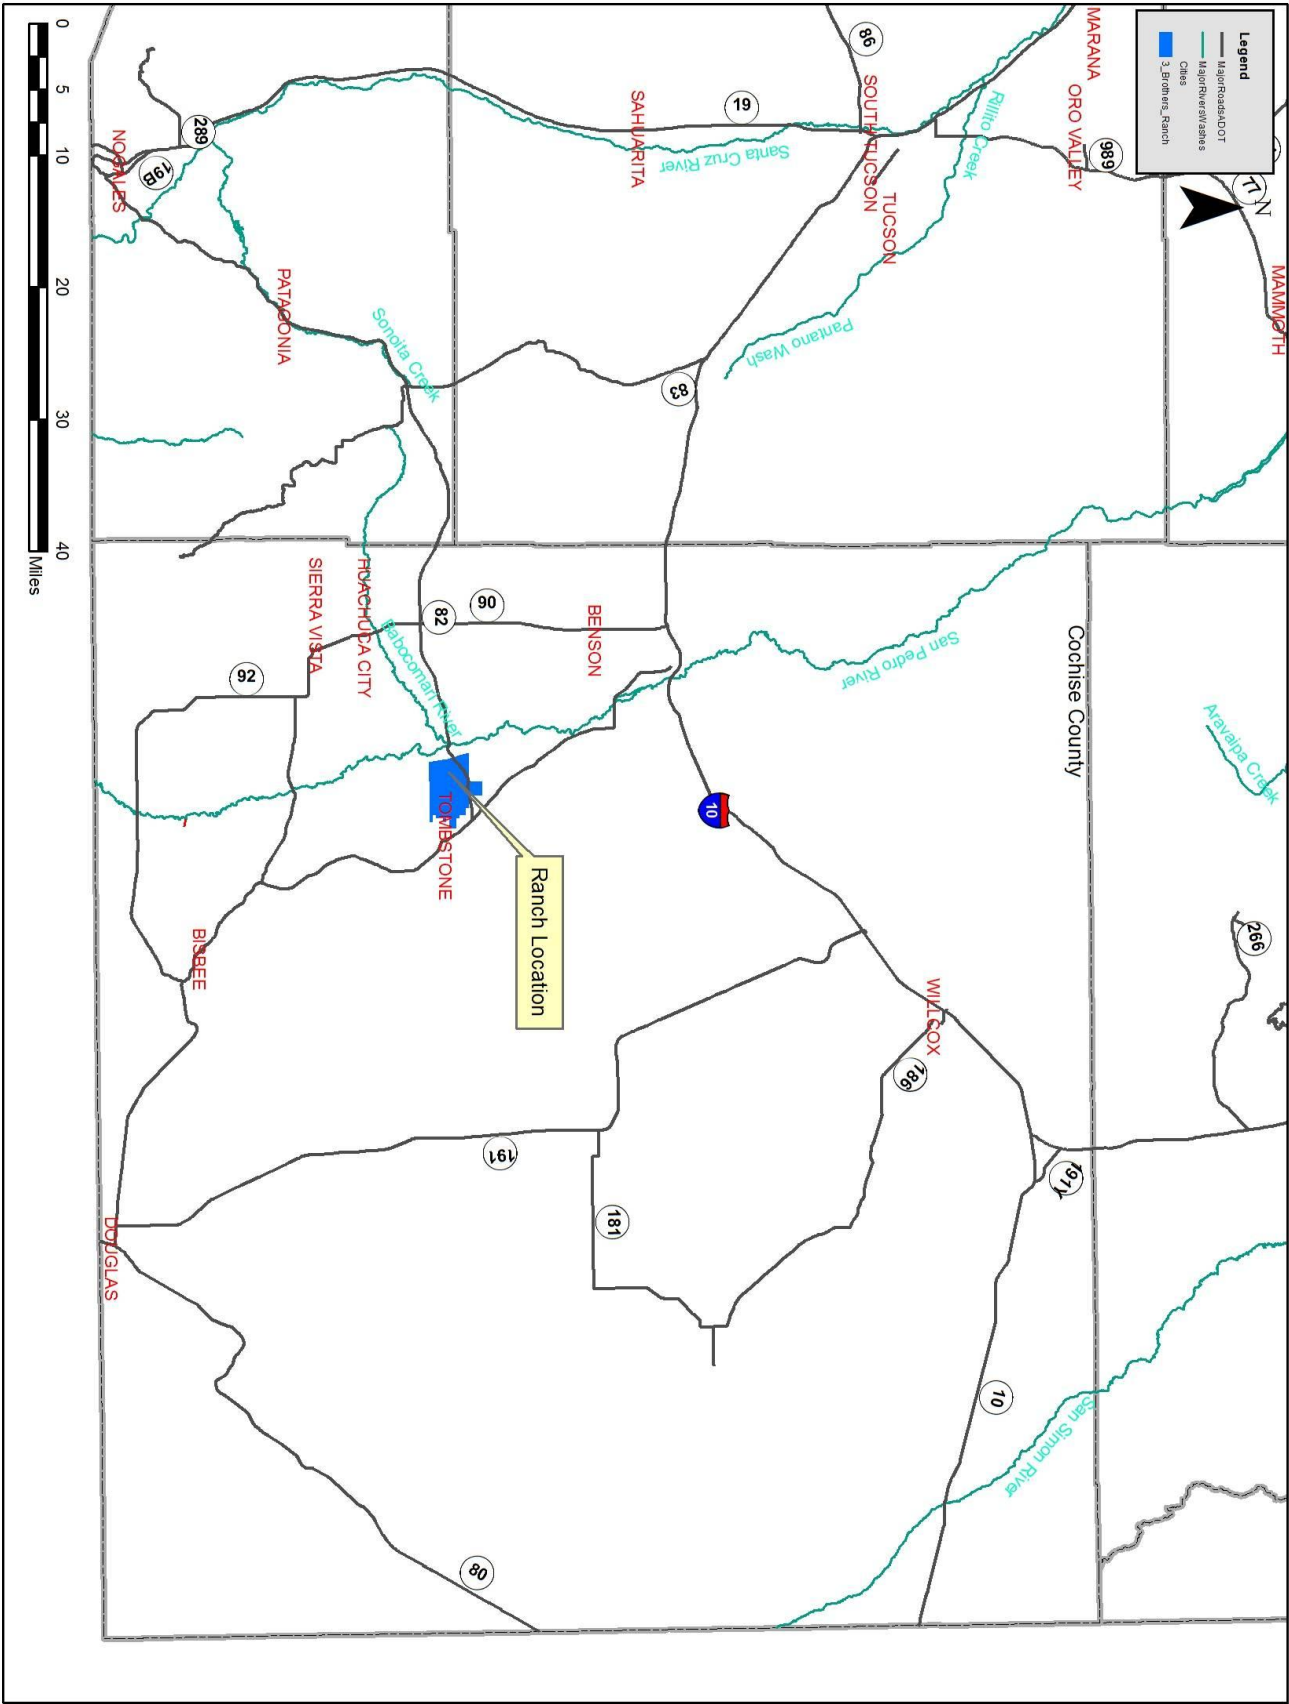 Legend
MajorRoadsADOT
MajorRiversWashes
Cities
3_Brothers_Ranch
N
77
MAMMOTH
MARANA
ORO VALLEY
989
Rillito Creek
86
SOUTH TUCSON
TUCSON
Pantano Wash
19
Santa Cruz River
SAHUARITA
83
289
19B
NOGALES
PATAGONIA
Sonoita Creek
Aravaipa Creek
266
Cochise County
San Pedro River
10
WILLCOX
186
191Y
10
San Simon River
BENSON
90
82
Ranch Location
HUACHUCA CITY
Babocomari River
TOMBSTONE
SIERRA VISTA
92
BISBEE
191
181
80
DOUGLAS
0 5 10 20 30 40
Miles